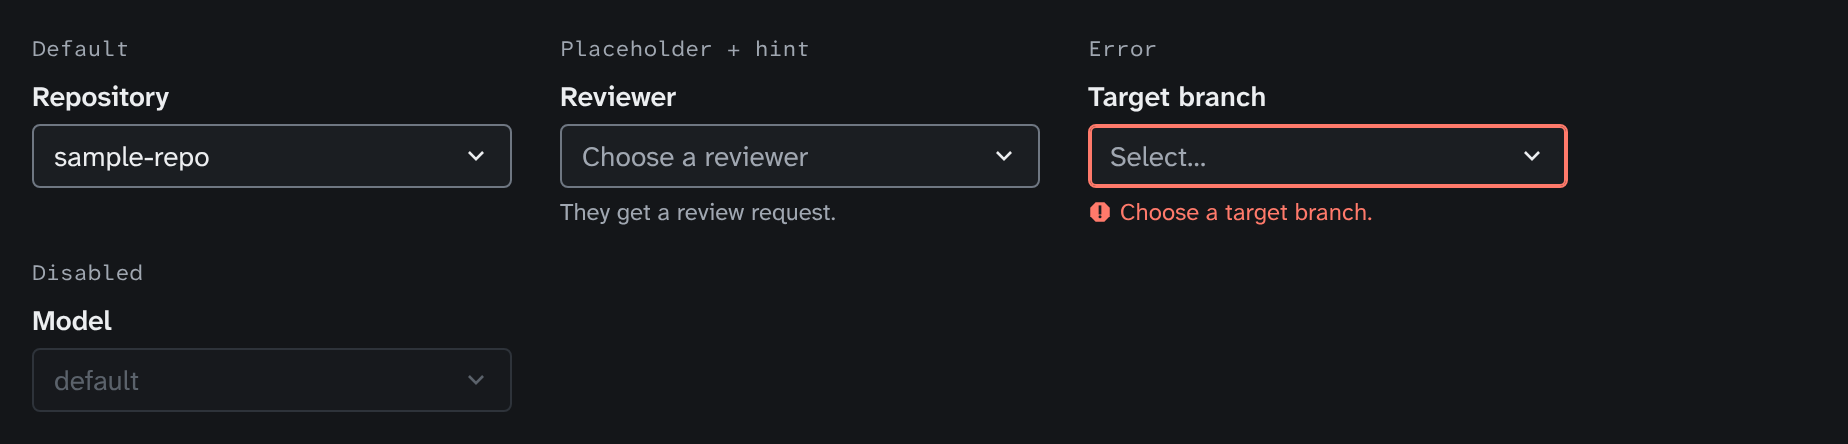 Default
Repository
sample-repo
Placeholder + hint
Reviewer
Choose a reviewer
They get a review request.
Error
Target branch
Select...
Choose a target branch.
Disabled
Model
default